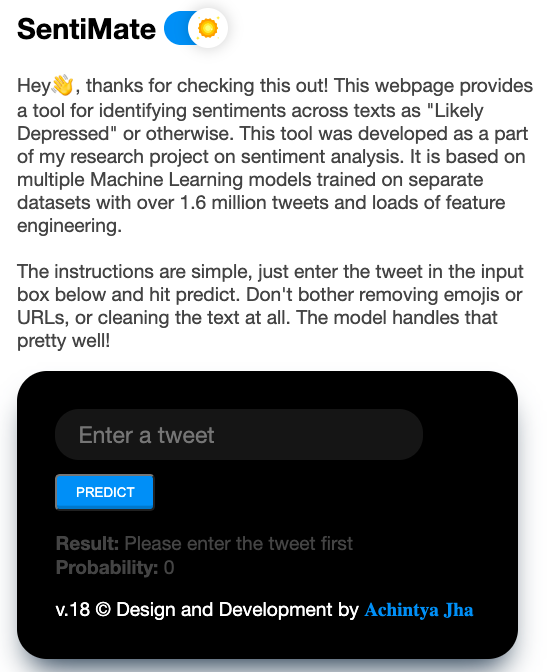 SentiMate
Hey👋, thanks for checking this out! This webpage provides
a tool for identifying sentiments across texts as "Likely
Depressed" or otherwise. This tool was developed as a part
of my research project on sentiment analysis. It is based on
multiple Machine Learning models trained on separate
datasets with over 1.6 million tweets and loads of feature
engineering.
The instructions are simple, just enter the tweet in the input
box below and hit predict. Don't bother removing emojis or
URLs, or cleaning the text at all. The model handles that
pretty well!
Enter a tweet
PREDICT
Result: Please enter the tweet first
Probability: 0
v.18 © Design and Development by Achintya Jha